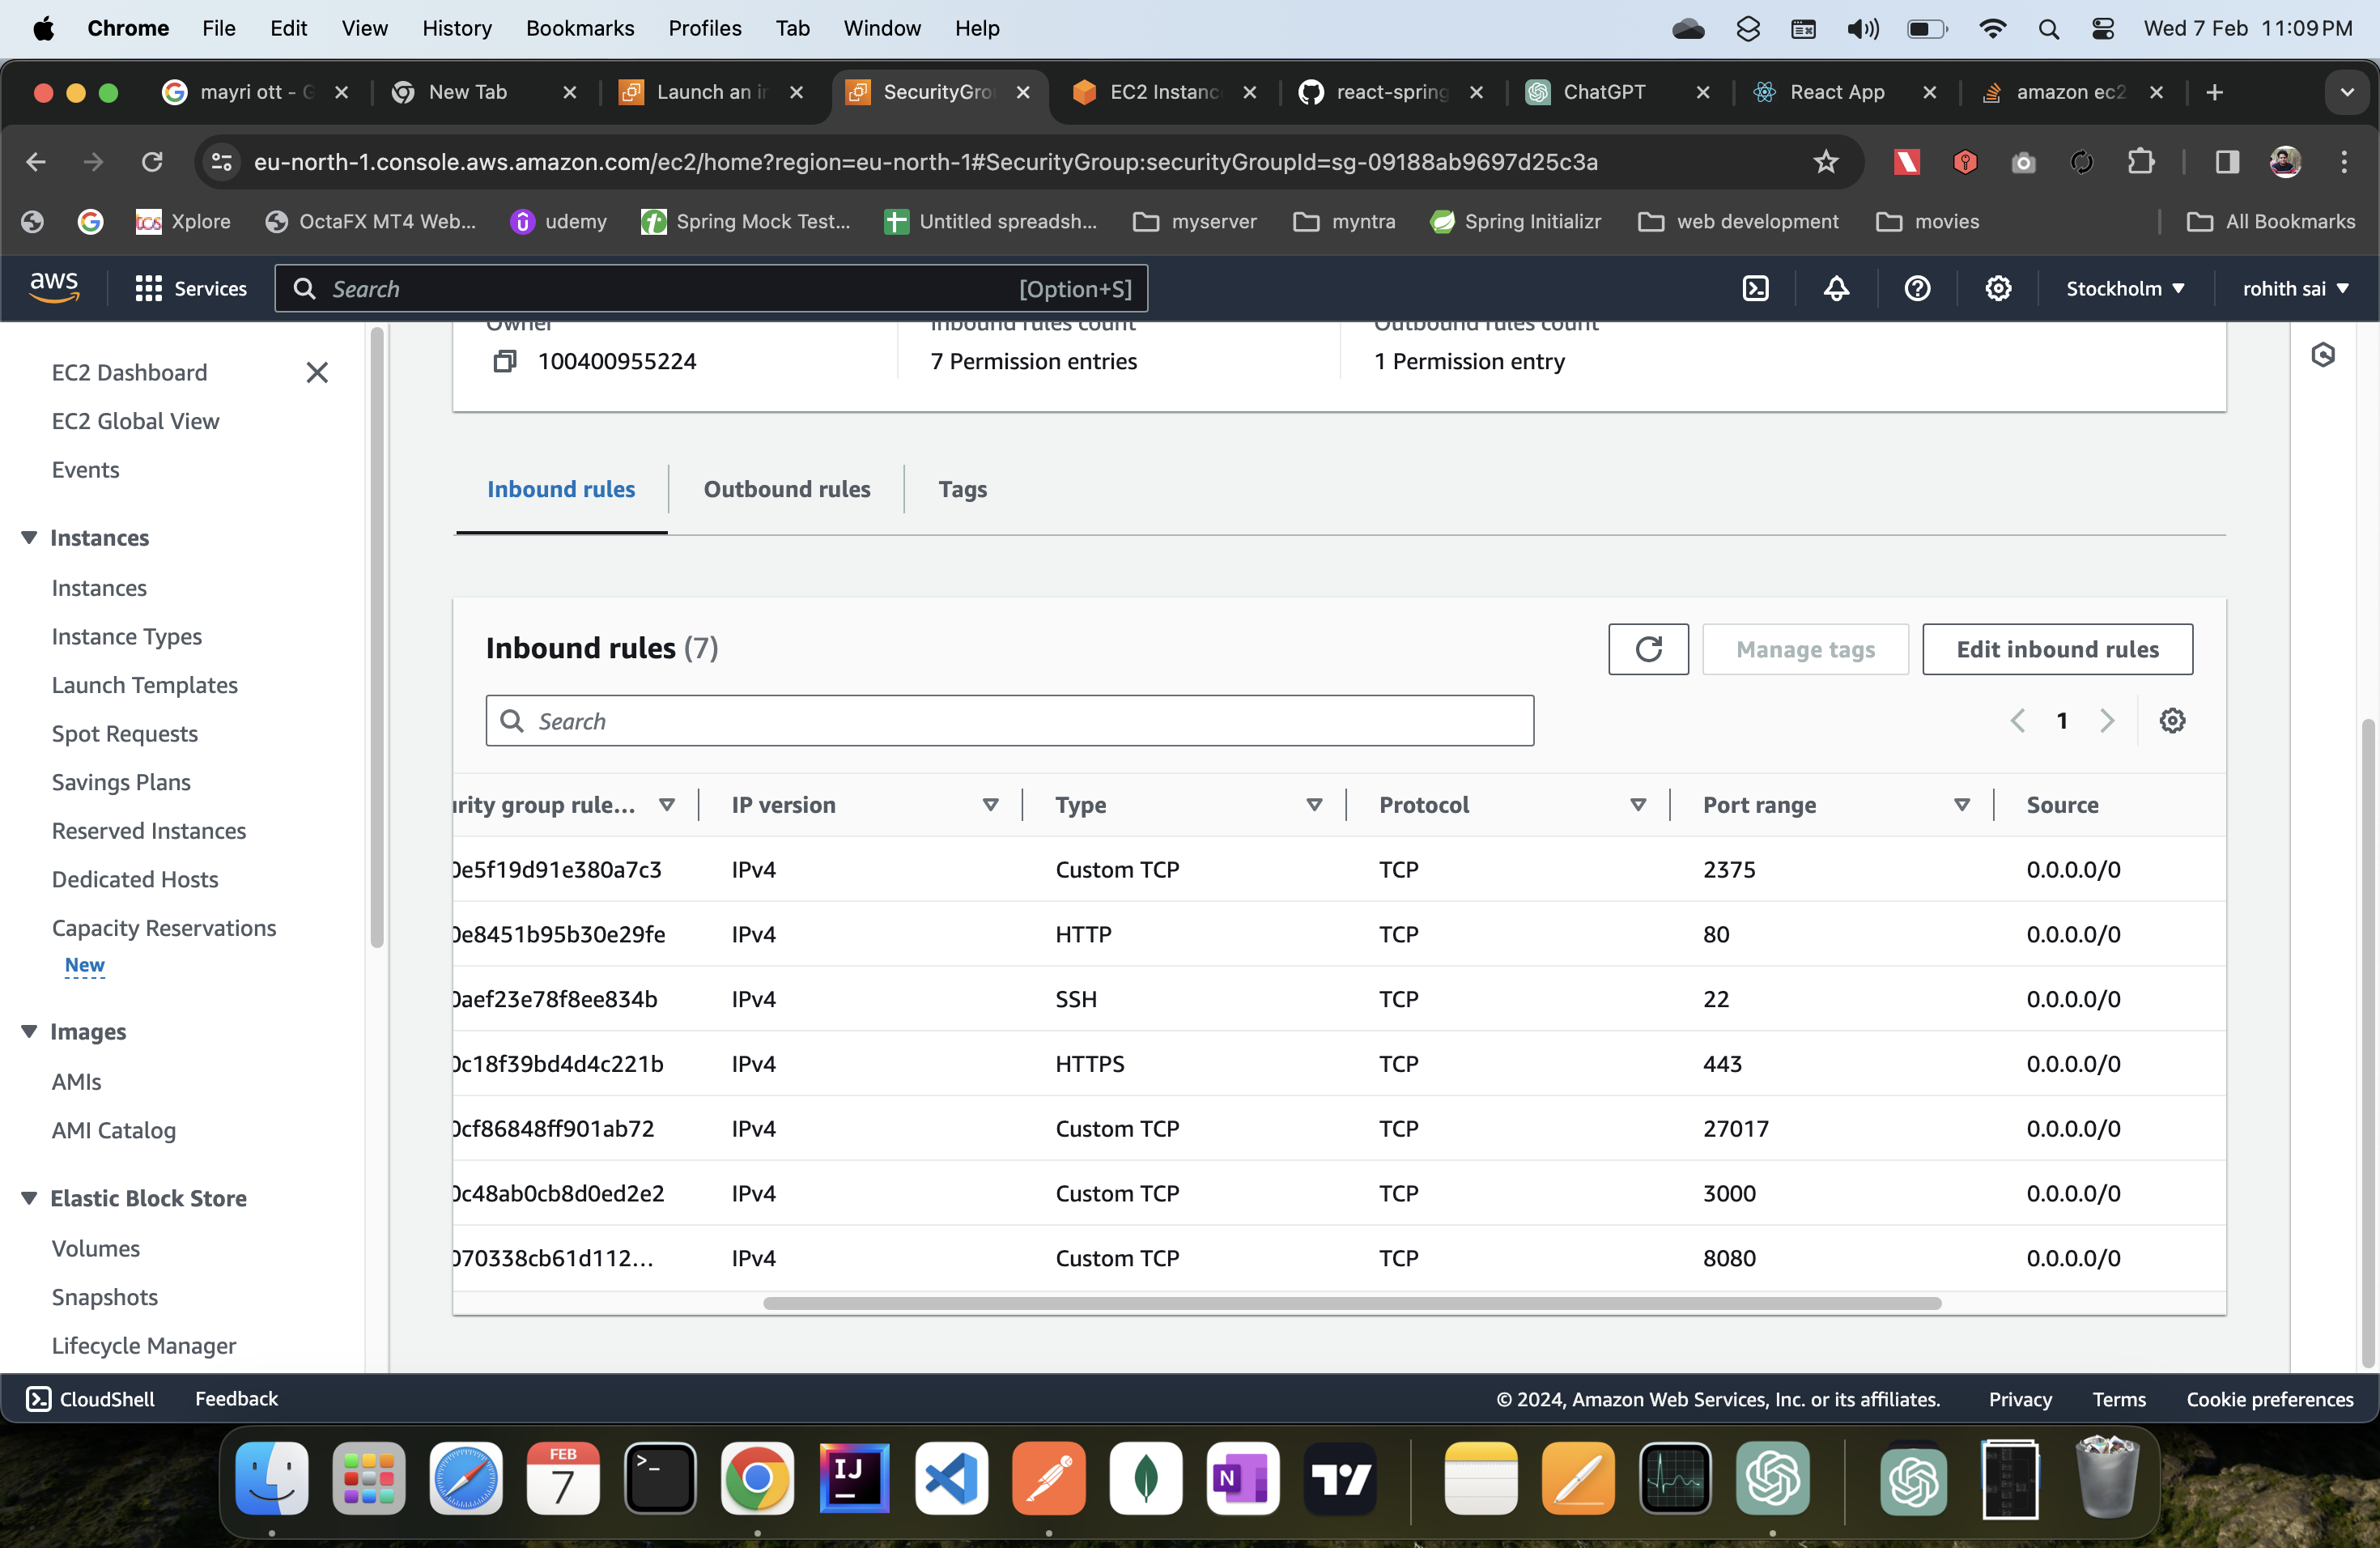 Chrome File Edit View History Bookmarks Profiles Tab Window Help Wed 7 Feb 11:09 PM
mayri ott - G New Tab Launch an in SecurityGro EC2 Instanc react-spring ChatGPT React App amazon ec2
eu-north-1.console.aws.amazon.com/ec2/home?region=eu-north-1#SecurityGroup:securityGroupId=sg-09188ab9697d25c3a
tcs Xplore OctaFX MT4 Web... udemy Spring Mock Test... Untitled spreadsh... myserver myntra Spring Initializr web development movies All Bookmarks
aws Services Search [Option+S] Stockholm rohith sai
Owner Inbound rules count Outbound rules count
100400955224 7 Permission entries 1 Permission entry
EC2 Dashboard
EC2 Global View
Events
Instances
Instances
Instance Types
Launch Templates
Spot Requests
Savings Plans
Reserved Instances
Dedicated Hosts
Capacity Reservations
New
Images
AMIs
AMI Catalog
Elastic Block Store
Volumes
Snapshots
Lifecycle Manager
Inbound rules Outbound rules Tags
Inbound rules (7) Manage tags Edit inbound rules
Search 1
urity group rule... IP version Type Protocol Port range Source
0e5f19d91e380a7c3 IPv4 Custom TCP TCP 2375 0.0.0.0/0
0e8451b95b30e29fe IPv4 HTTP TCP 80 0.0.0.0/0
0aef23e78f8ee834b IPv4 SSH TCP 22 0.0.0.0/0
0c18f39bd4d4c221b IPv4 HTTPS TCP 443 0.0.0.0/0
0cf86848ff901ab72 IPv4 Custom TCP TCP 27017 0.0.0.0/0
0c48ab0cb8d0ed2e2 IPv4 Custom TCP TCP 3000 0.0.0.0/0
070338cb61d112... IPv4 Custom TCP TCP 8080 0.0.0.0/0
CloudShell Feedback © 2024, Amazon Web Services, Inc. or its affiliates. Privacy Terms Cookie preferences
FEB
7
IJ
N